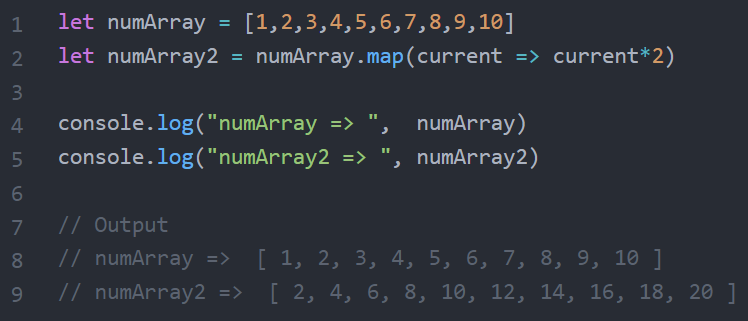 1 let numArray = [1,2,3,4,5,6,7,8,9,10]
2 let numArray2 = numArray.map(current => current*2)
3
4 console.log("numArray => ",  numArray)
5 console.log("numArray2 => ", numArray2)
6
7 // Output
8 // numArray =>  [ 1, 2, 3, 4, 5, 6, 7, 8, 9, 10 ]
9 // numArray2 =>  [ 2, 4, 6, 8, 10, 12, 14, 16, 18, 20 ]